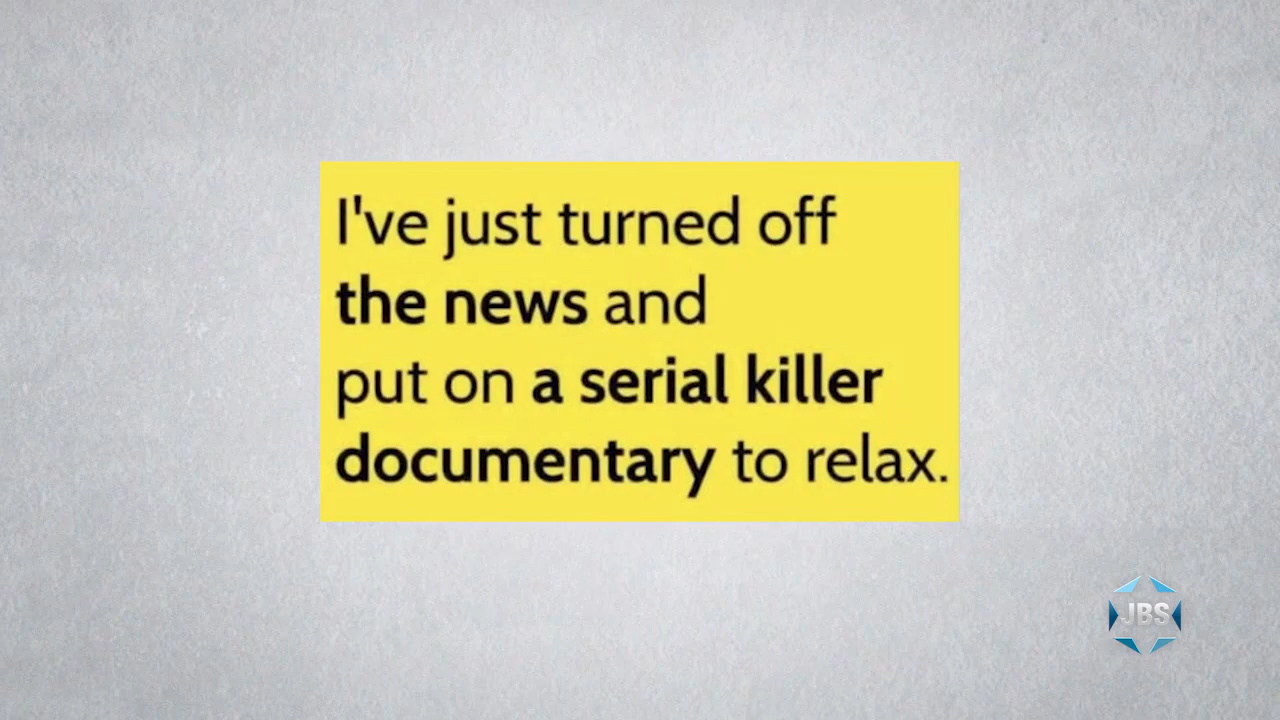 I've just turned off
the news and
put on a serial killer
documentary to relax.
JBS